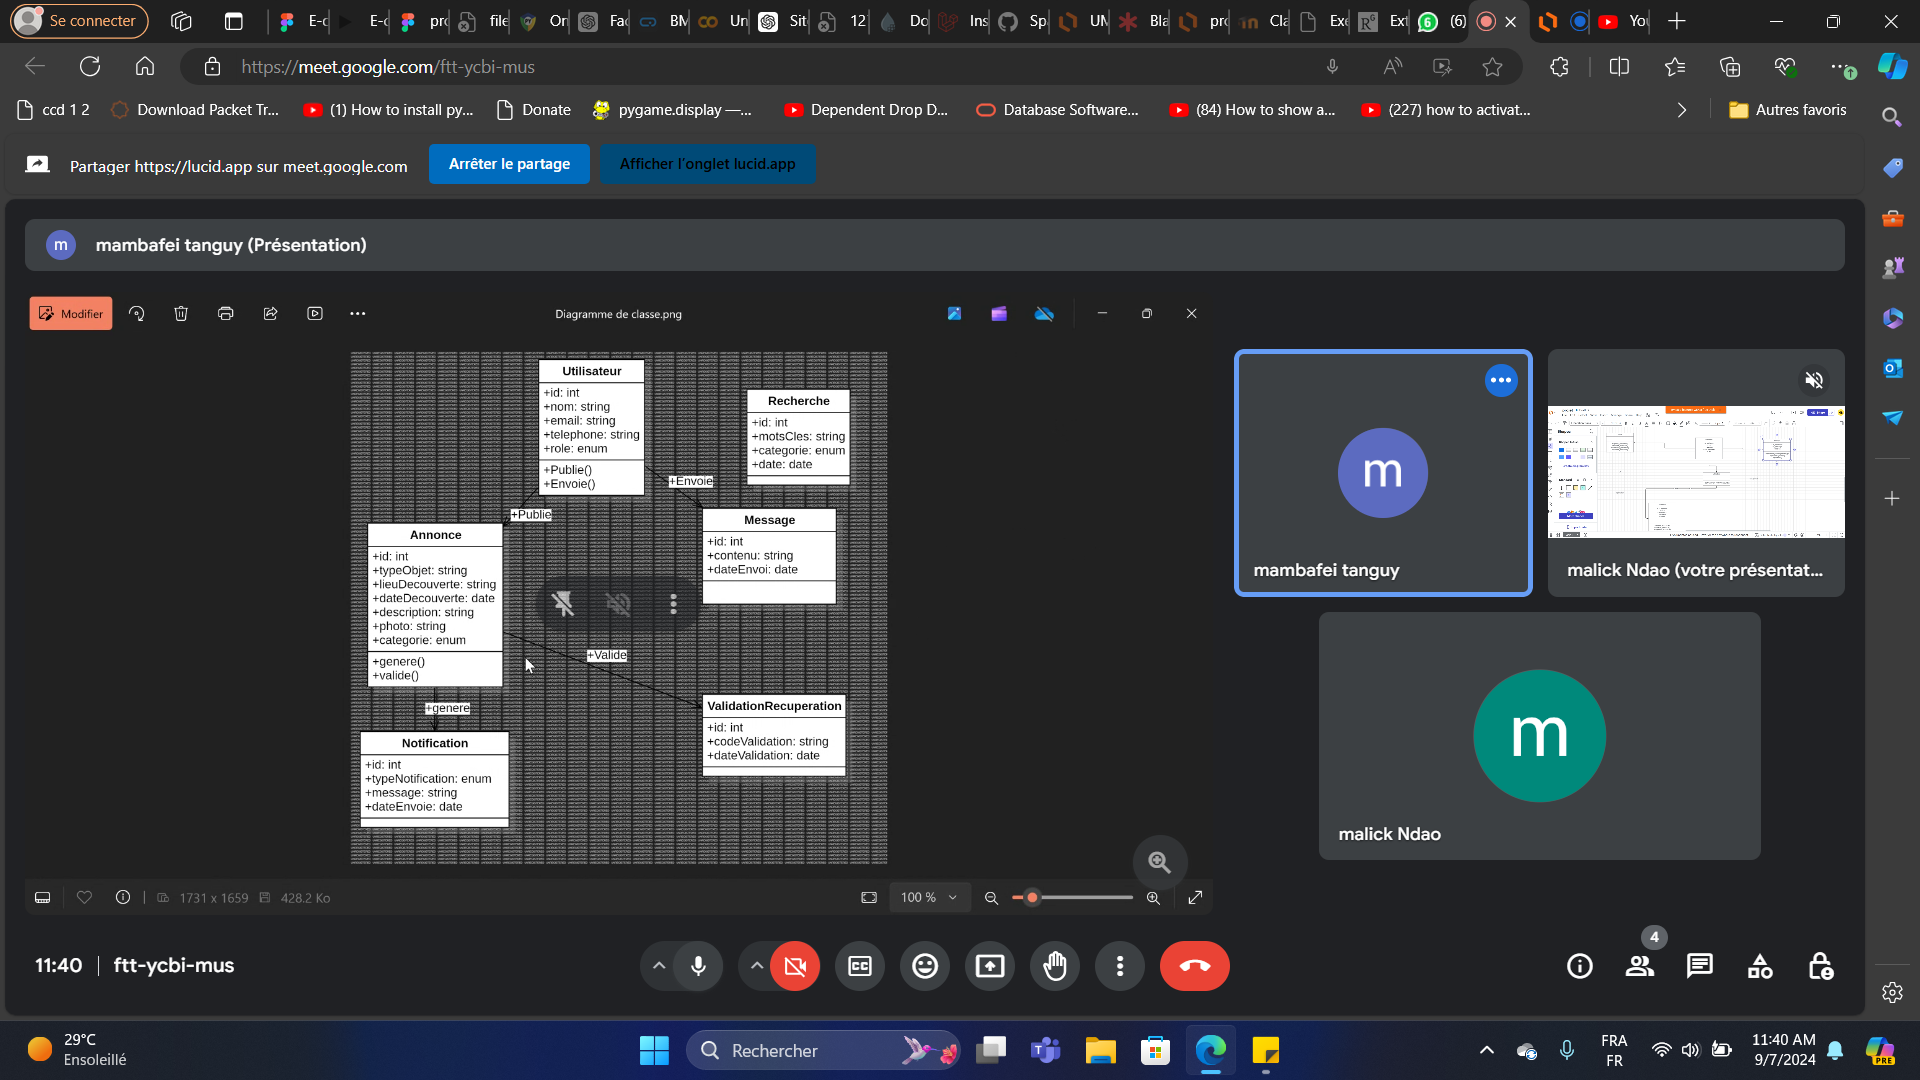 Se connecter
E-c
E-c
pro
file
On
Fac
BM
Un
Sit
12
Do
Ins
Sp
UM
Bla
pro
Cla
Exe
Ext
(6)
You
https://meet.google.com/ftt-ycbi-mus
ccd 1 2
Download Packet Tr...
(1) How to install py...
Donate
pygame.display —...
Dependent Drop D...
Database Software...
(84) How to show a...
(227) how to activat...
Autres favoris
Partager https://lucid.app sur meet.google.com
Arrêter le partage
Afficher l'onglet lucid.app
m
mambafei tanguy (Présentation)
Modifier
Diagramme de classe.png
Utilisateur
+id: int
+nom: string
+email: string
+telephone: string
+role: enum
+Publie()
+Envoie()
Recherche
+id: int
+motsCles: string
+categorie: enum
+date: date
+Envoie
+Publie
Message
+id: int
+contenu: string
+dateEnvoi: date
Annonce
+id: int
+typeObjet: string
+lieuDecouverte: string
+dateDecouverte: date
+description: string
+photo: string
+categorie: enum
+genere()
+valide()
+Valide
+genere
ValidationRecuperation
+id: int
+codeValidation: string
+dateValidation: date
Notification
+id: int
+typeNotification: enum
+message: string
+dateEnvoie: date
1731 x 1659
428.2 Ko
100 %
m
mambafei tanguy
malick Ndao (votre présentat...
m
malick Ndao
11:40
ftt-ycbi-mus
CC
4
29°C
Ensoleillé
Rechercher
FRA
FR
11:40 AM
9/7/2024
PRE